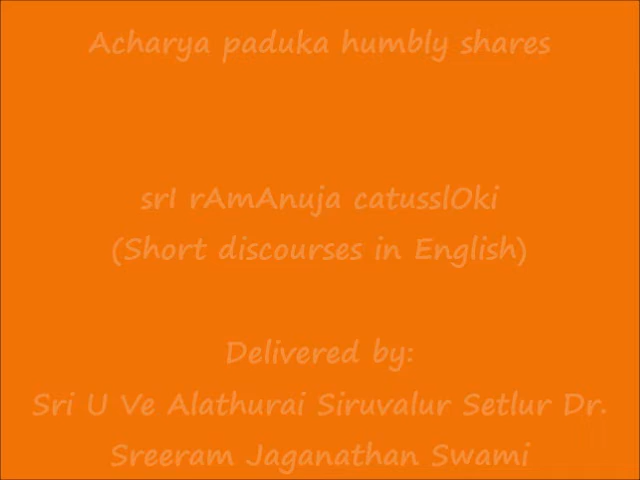 Acharya paduka humbly shares
srI rAmAnuja catusslOki
(Short discourses in English)
Delivered by:
Sri U Ve Alathurai Siruvalur Setlur Dr.
Sreeram Jaganathan Swami